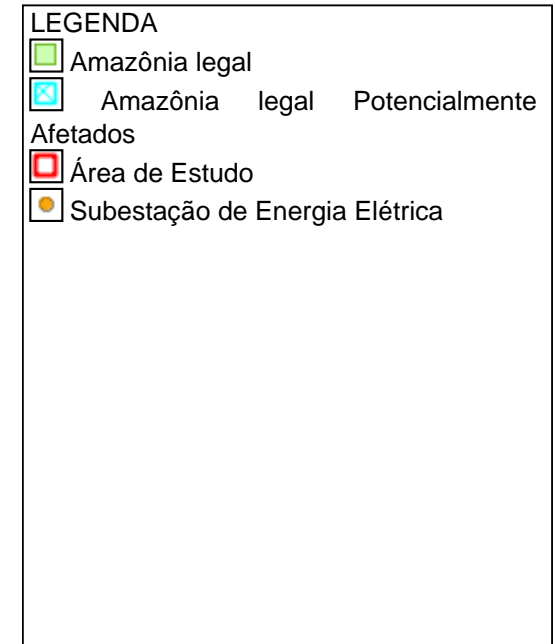 LEGENDA
Amazônia legal
Amazônia legal Potencialmente
Afetados
Área de Estudo
Subestação de Energia Elétrica